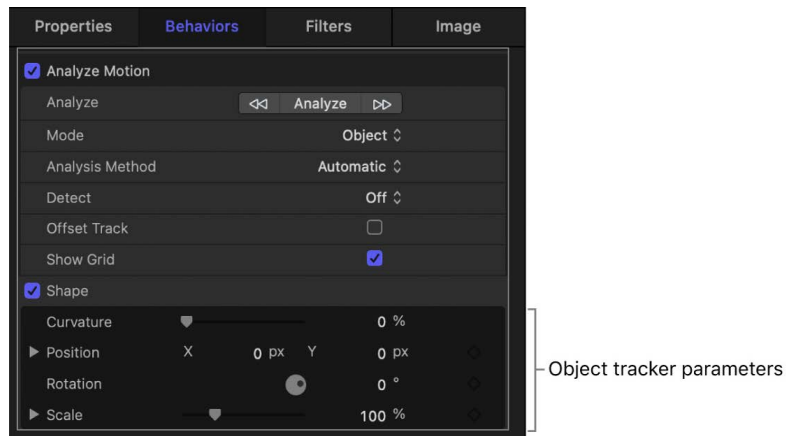 Properties Behaviors Filters Image
Analyze Motion
Analyze Analyze
Mode Object
Analysis Method Automatic
Detect Off
Offset Track
Show Grid
Shape
Curvature 0 %
Position X 0 px Y 0 px
Rotation 0 °
Scale 100 %
Object tracker parameters